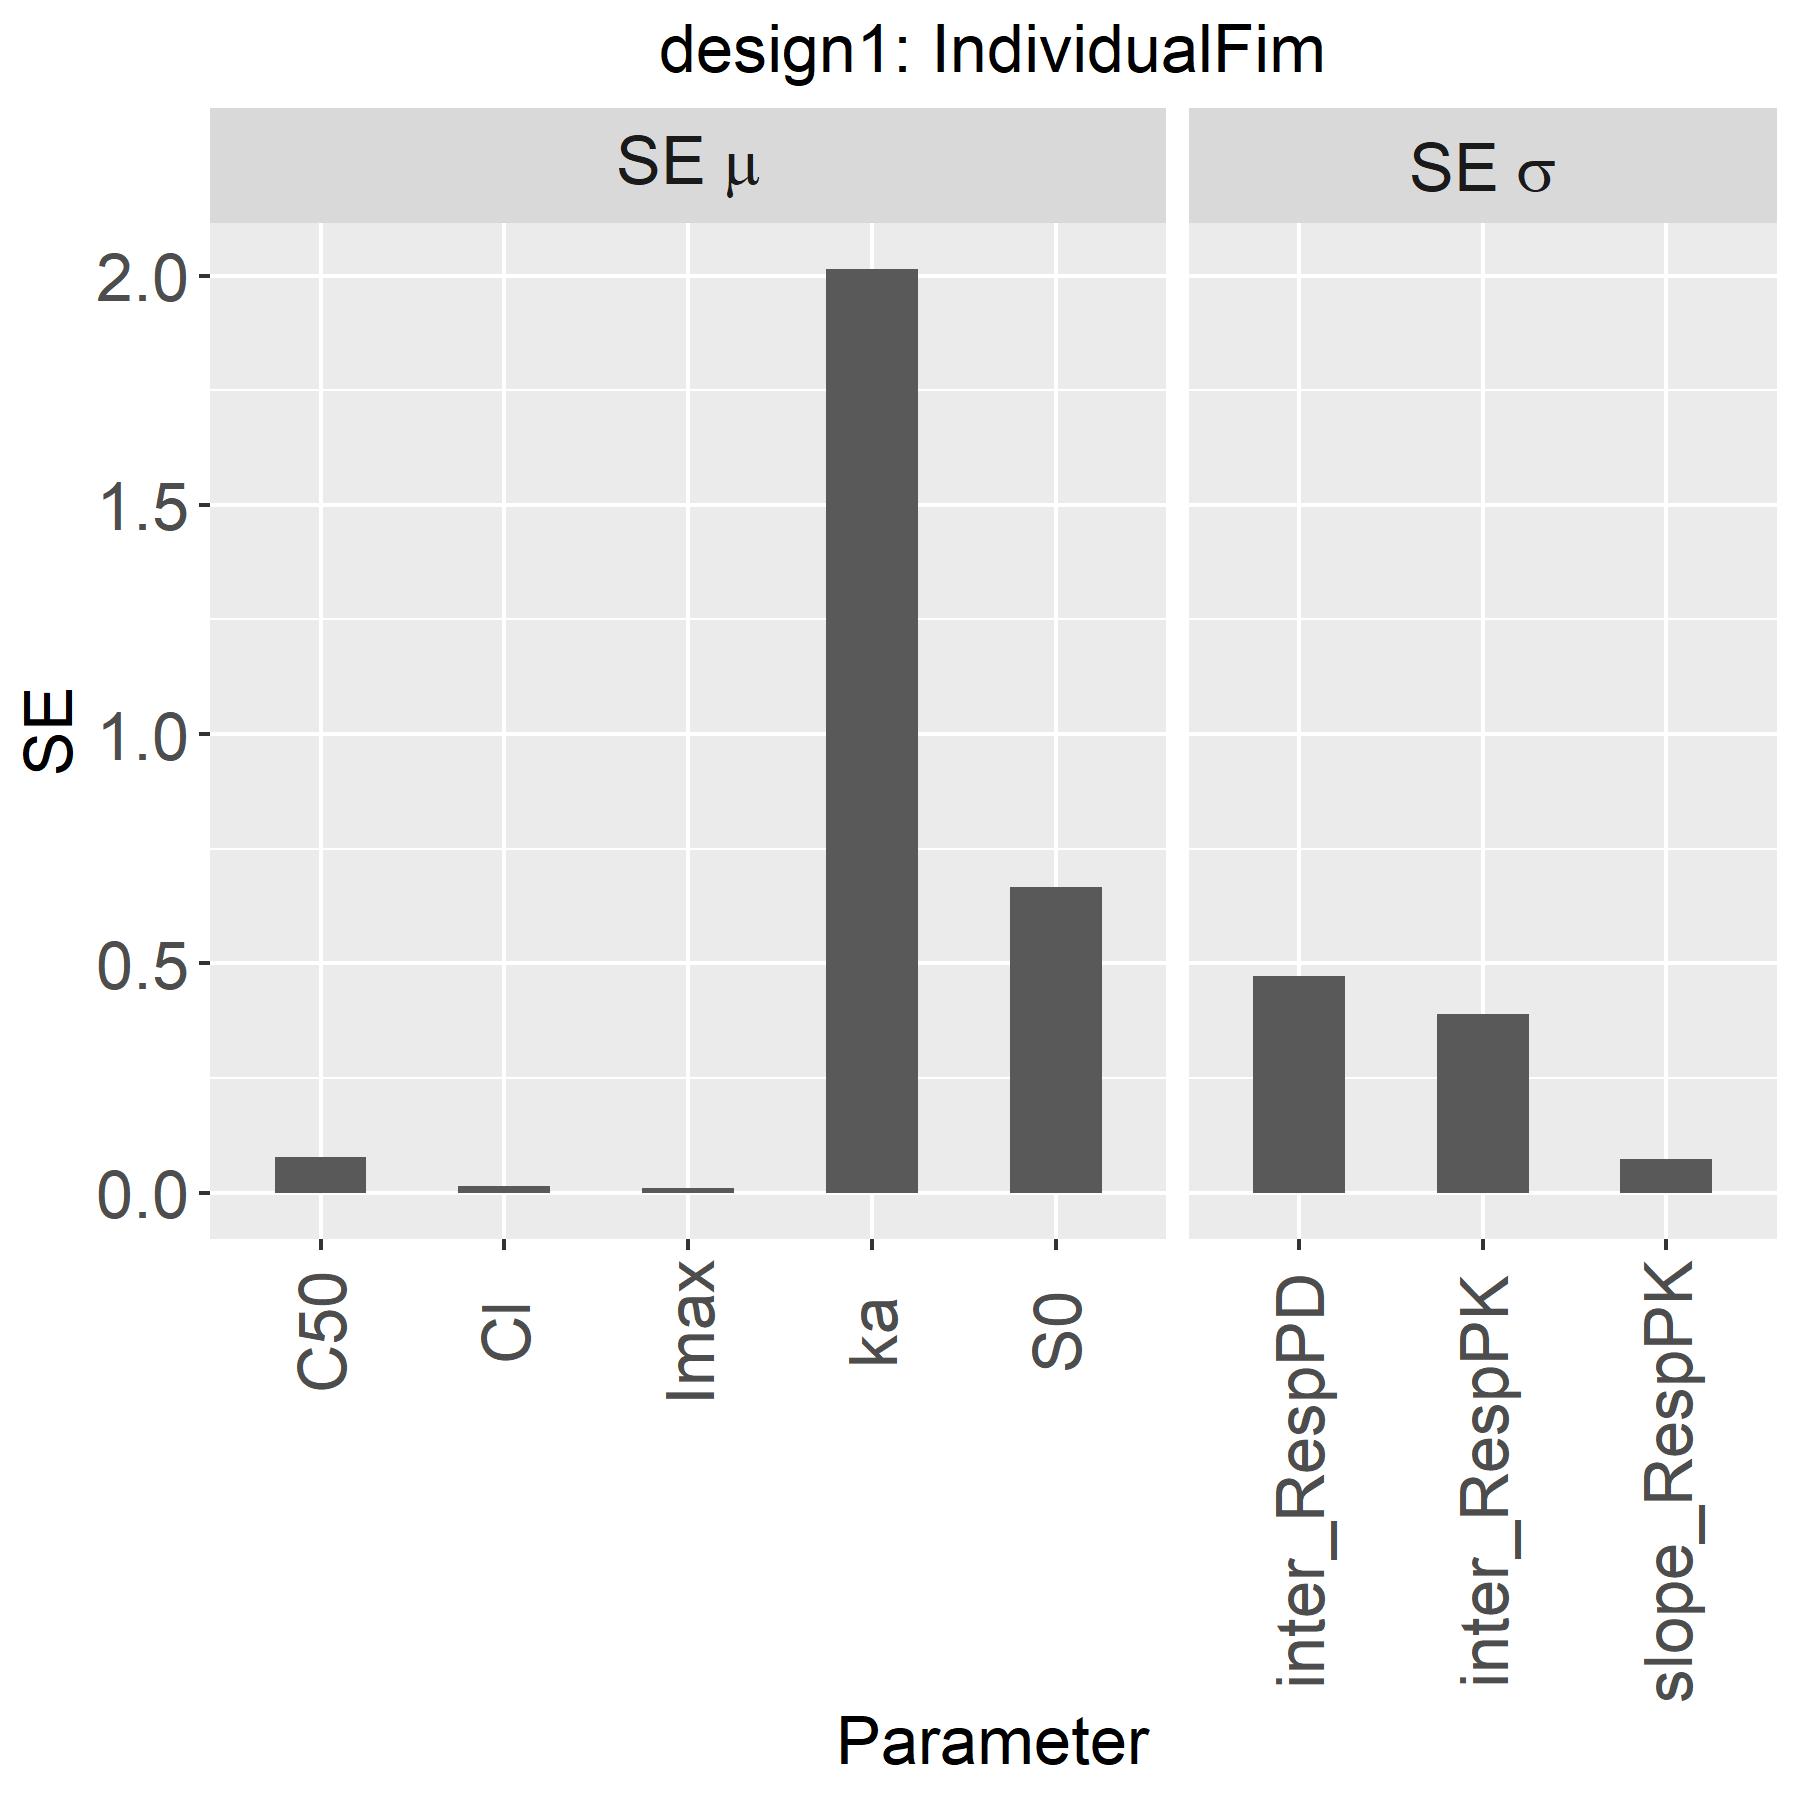 design1: IndividualFim
SE μ
SE σ
SE
2.0
1.5
1.0
0.5
0.0
C50
Cl
Imax
ka
S0
inter_RespPD
inter_RespPK
slope_RespPK
Parameter